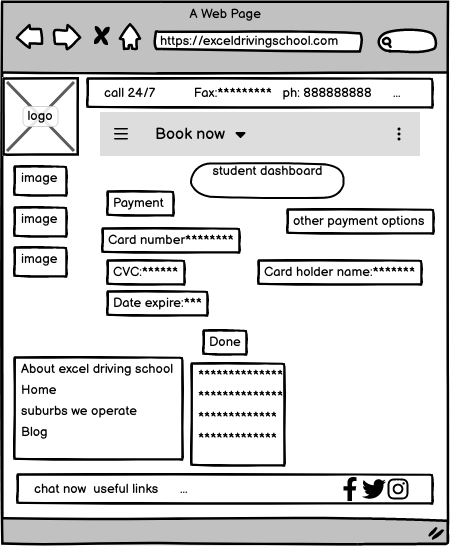 A Web Page
https://exceldrivingschool.com
logo
call 24/7 Fax:********* ph: 888888888 ...
Book now
student dashboard
image
image
image
Payment
other payment options
Card number********
CVC:******
Card holder name:*******
Date expire:***
Done
About excel driving school
Home
suburbs we operate
Blog
**************
**************
*************
*************
chat now useful links ...